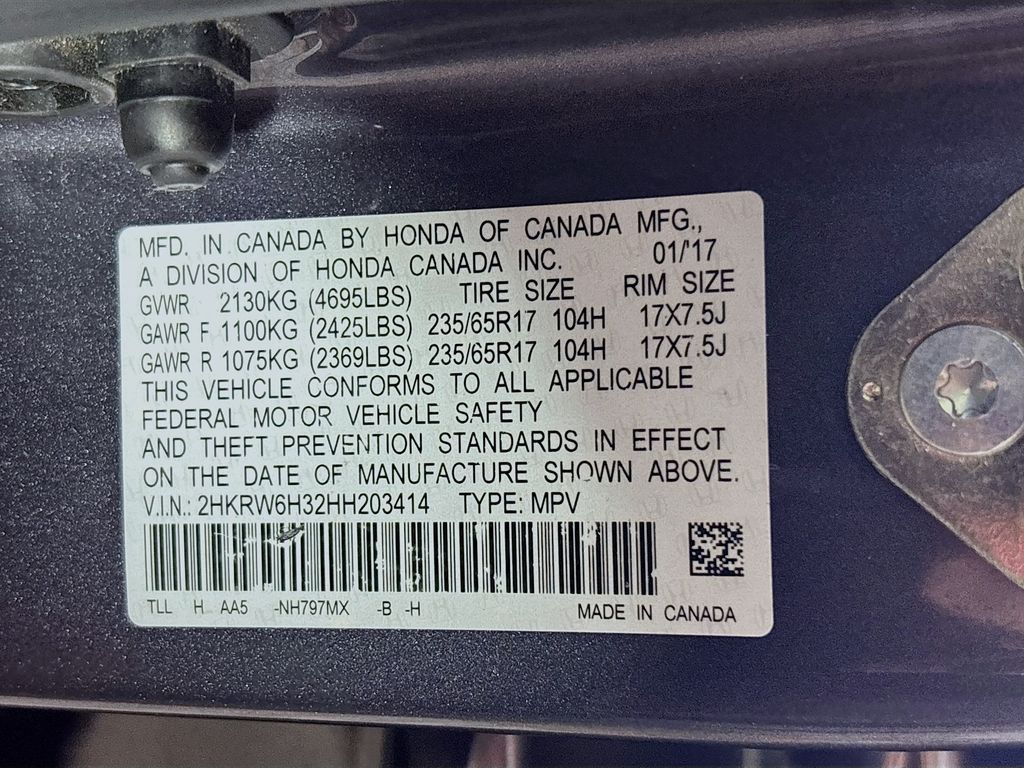 MFD. IN CANADA BY HONDA OF CANADA MFG.,
A DIVISION OF HONDA CANADA INC. 01/'17
GVWR 2130KG (4695LBS) TIRE SIZE RIM SIZE
GAWR F 1100KG (2425LBS) 235/65R17 104H 17X7.5J
GAWR R 1075KG (2369LBS) 235/65R17 104H 17X7.5J
THIS VEHICLE CONFORMS TO ALL APPLICABLE
FEDERAL MOTOR VEHICLE SAFETY
AND THEFT PREVENTION STANDARDS IN EFFECT
ON THE DATE OF MANUFACTURE SHOWN ABOVE.
V.I.N.: 2HKRW6H32HH203414 TYPE: MPV
TLL H AA5 -NH797MX -B -H MADE IN CANADA